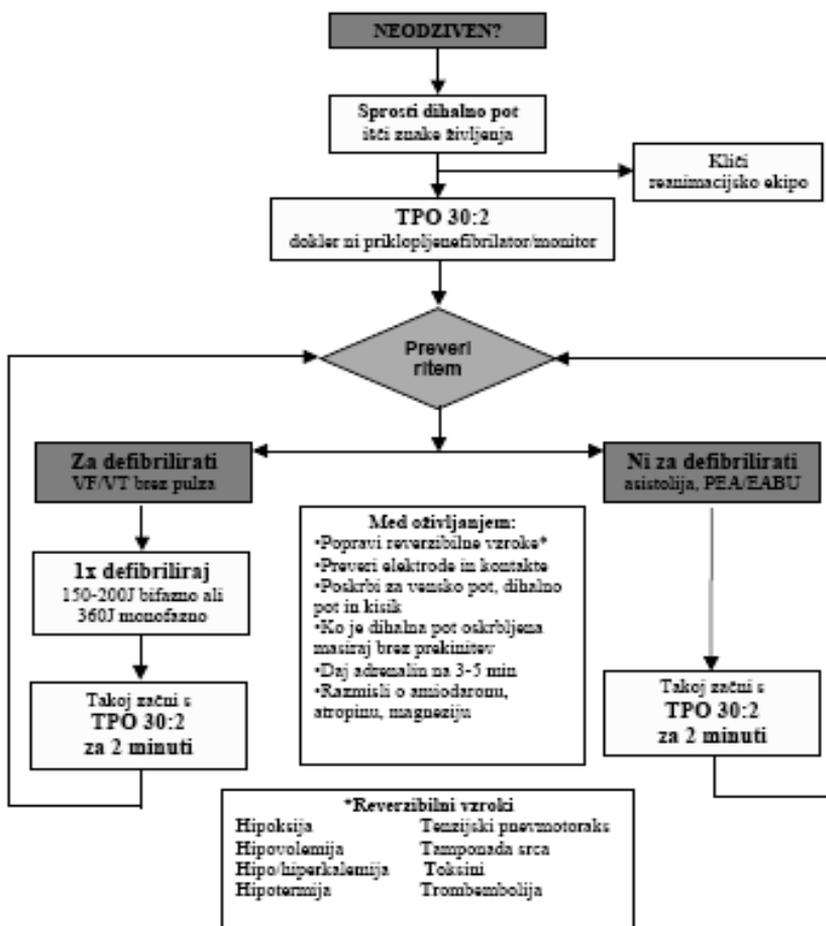 NEODZIVEN?
Sprosti dihalno pot
išči znake življenja
Kliči
reanimacijsko ekipo
TPO 30:2
dokler ni priklopljenefibrilator/monitor
Preveri
ritem
Za defibrilirati
VF/VT brez pulza
Ni za defibrilirati
asistolija, PEA/EABU
1x defibriliraj
150-200J bifazno ali
360J monofazno
Takoj začni s
TPO 30:2
za 2 minuti
Med oživljanjem:
•Popravi reverzibilne vzroke*
•Preveri elektrode in kontakte
•Poskrbi za vensko pot, dihalno
pot in kisik
•Ko je dihalna pot oskrbljena
masiraj brez prekinitev
•Daj adrenalin na 3-5 min
•Razmisli o amiodaronu,
atropinu, magneziju
Takoj začni s
TPO 30:2
za 2 minuti
*Reverzibilni vzroki
Hipoksija Tenzijski pnevmotoraks
Hipovolemija Tamponada srca
Hipo/hiperkalemija Toksini
Hipotermija Trombembolija